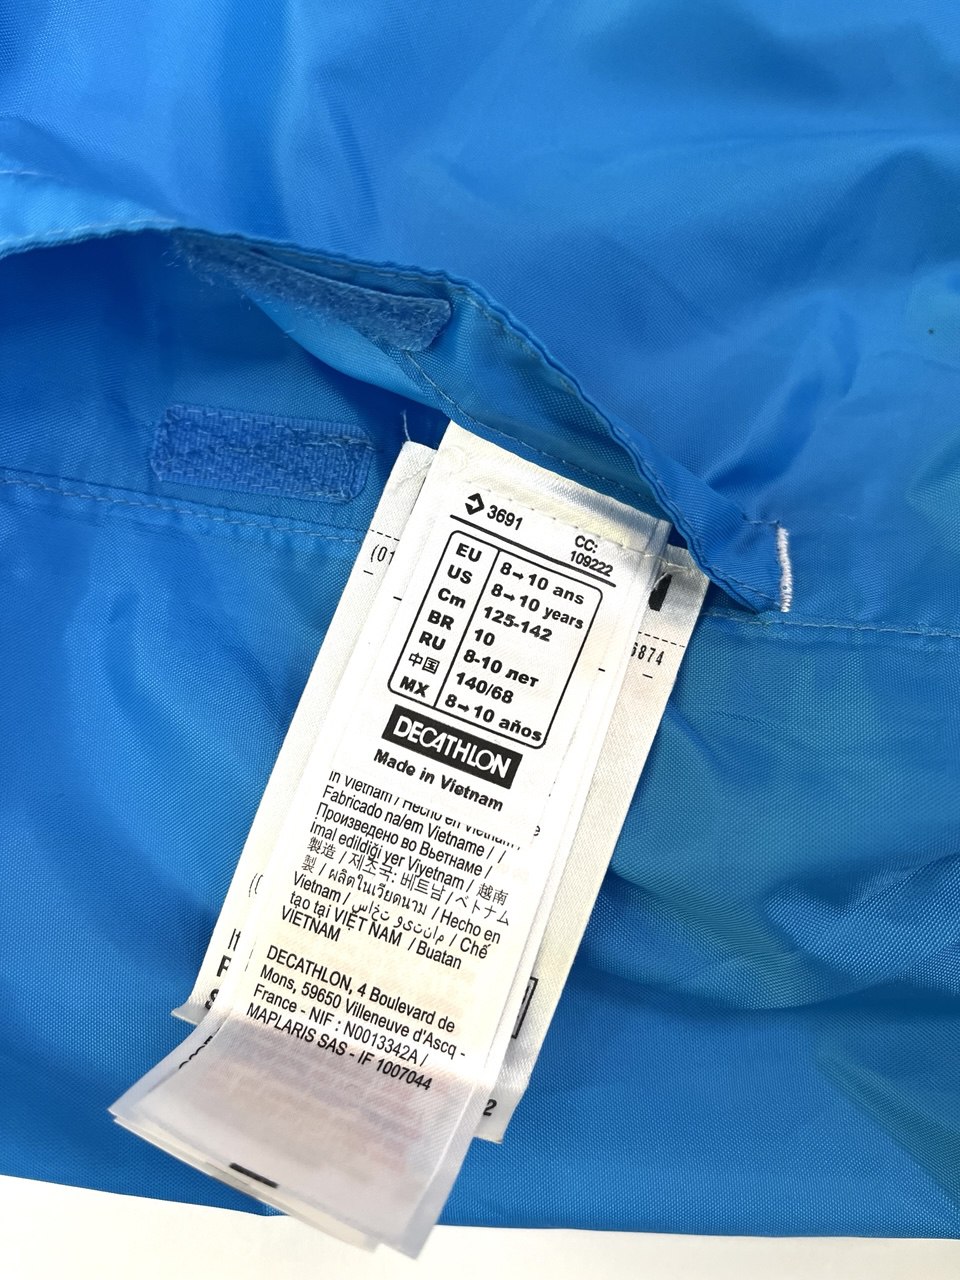 3691
CC:
109222
EU 8→10 ans
US 8→10 years
Cm 125-142
BR 10
RU 8-10 лет
中国 140/68
MX 8→10 años
DECATHLON
Made in Vietnam
in Vietnam / Hecho en Vietnam /
Fabricado na/em Vietname / /
Произведено во Вьетнаме /
İmal edildiği yer Viyetnam / 越南
製造 / 제조국: 베트남 / ベトナム
製 / ผลิตในเวียดนาม / Hecho en
Vietnam / / Chế
tạo tại VIỆT NAM / Buatan
VIETNAM
DECATHLON, 4 Boulevard de
Mons, 59650 Villeneuve d'Ascq -
France - NIF : N0013342A /
MAPLARIS SAS - IF 1007044
(01
6874
2